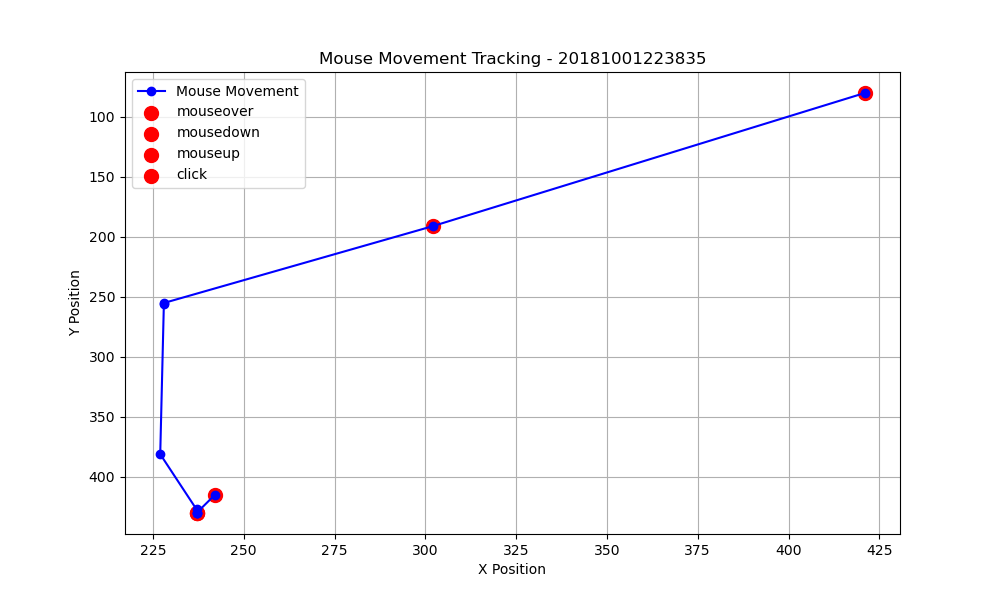 Mouse Movement Tracking - 20181001223835
Mouse Movement
mouseover
mousedown
mouseup
click
100
150
200
250
300
350
400
Y Position
225 250 275 300 325 350 375 400 425
X Position